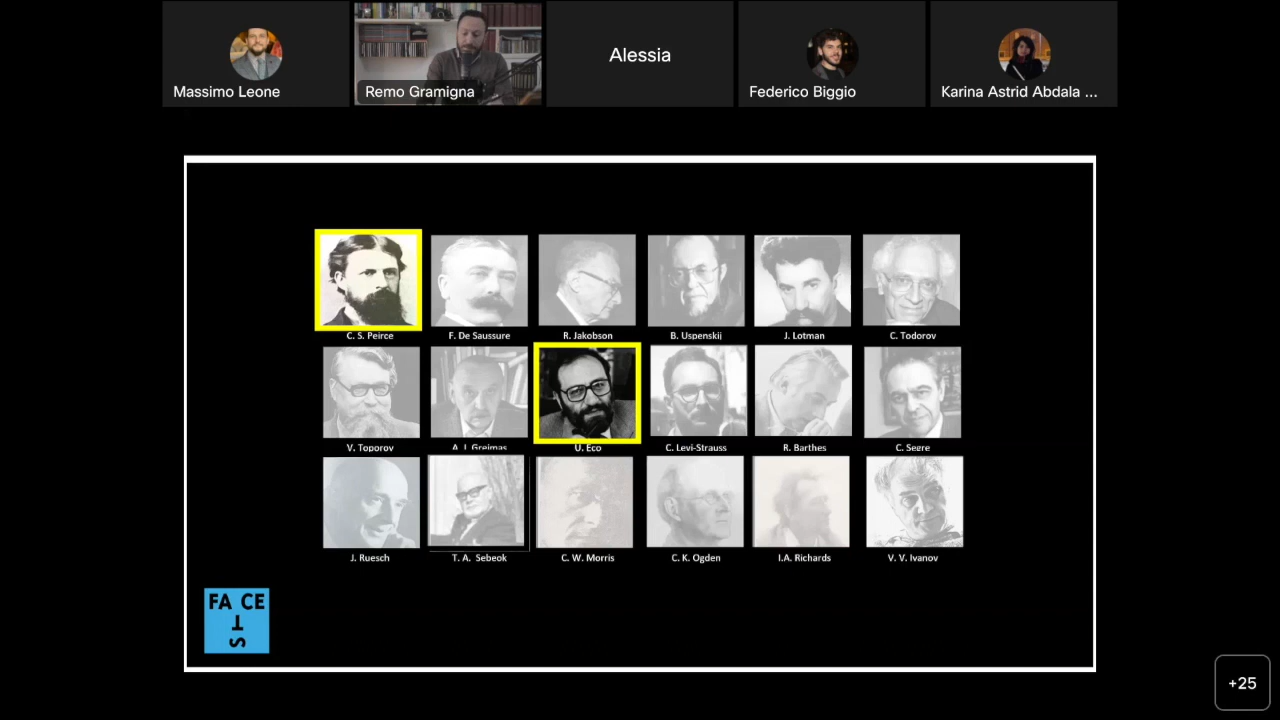 Alessia
Massimo Leone
Remo Gramigna
Federico Biggio
Karina Astrid Abdala ...
C. S. Peirce
F. De Saussure
R. Jakobson
B. Uspenskij
J. Lotman
C. Todorov
V. Toporov
A. J. Greimas
U. Eco
C. Levi-Strauss
R. Barthes
C. Segre
J. Ruesch
T. A. Sebeok
C. W. Morris
C. K. Ogden
I.A. Richards
V. V. Ivanov
FA CE
T
S
+25